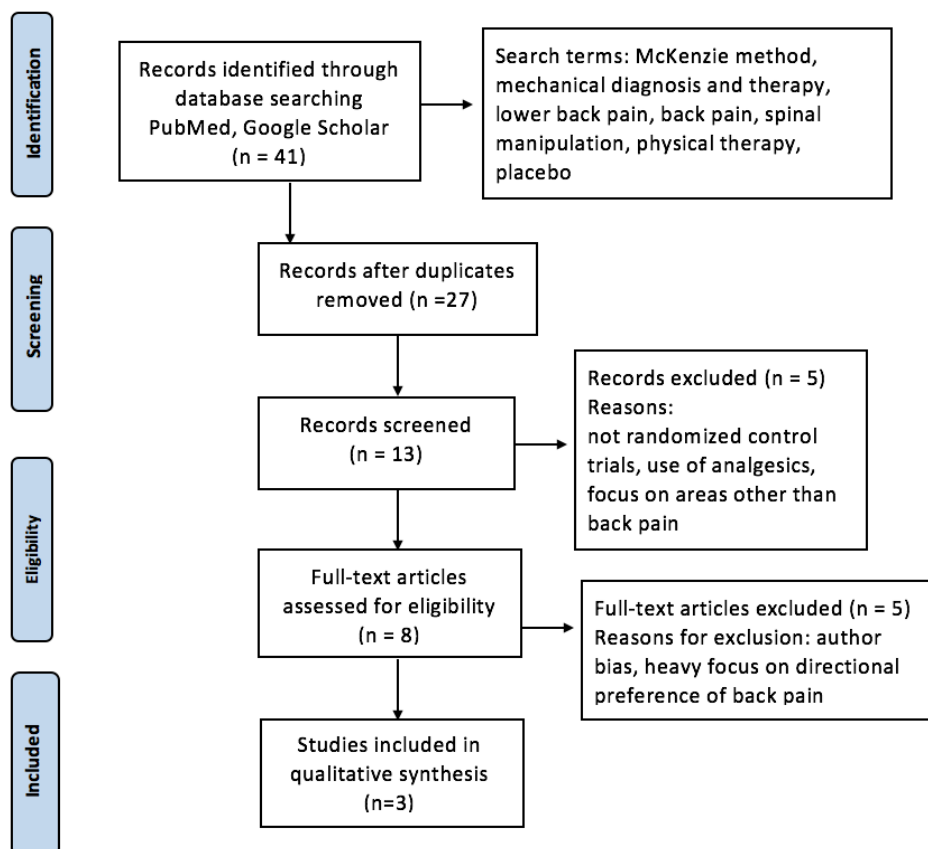 Identification
Records identified through
database searching
PubMed, Google Scholar
(n = 41)
Search terms: McKenzie method,
mechanical diagnosis and therapy,
lower back pain, back pain, spinal
manipulation, physical therapy,
placebo
Screening
Records after duplicates
removed (n =27)
Records screened
(n = 13)
Records excluded (n = 5)
Reasons:
not randomized control
trials, use of analgesics,
focus on areas other than
back pain
Eligibility
Full-text articles
assessed for eligibility
(n = 8)
Full-text articles excluded (n = 5)
Reasons for exclusion: author
bias, heavy focus on directional
preference of back pain
Included
Studies included in
qualitative synthesis
(n=3)